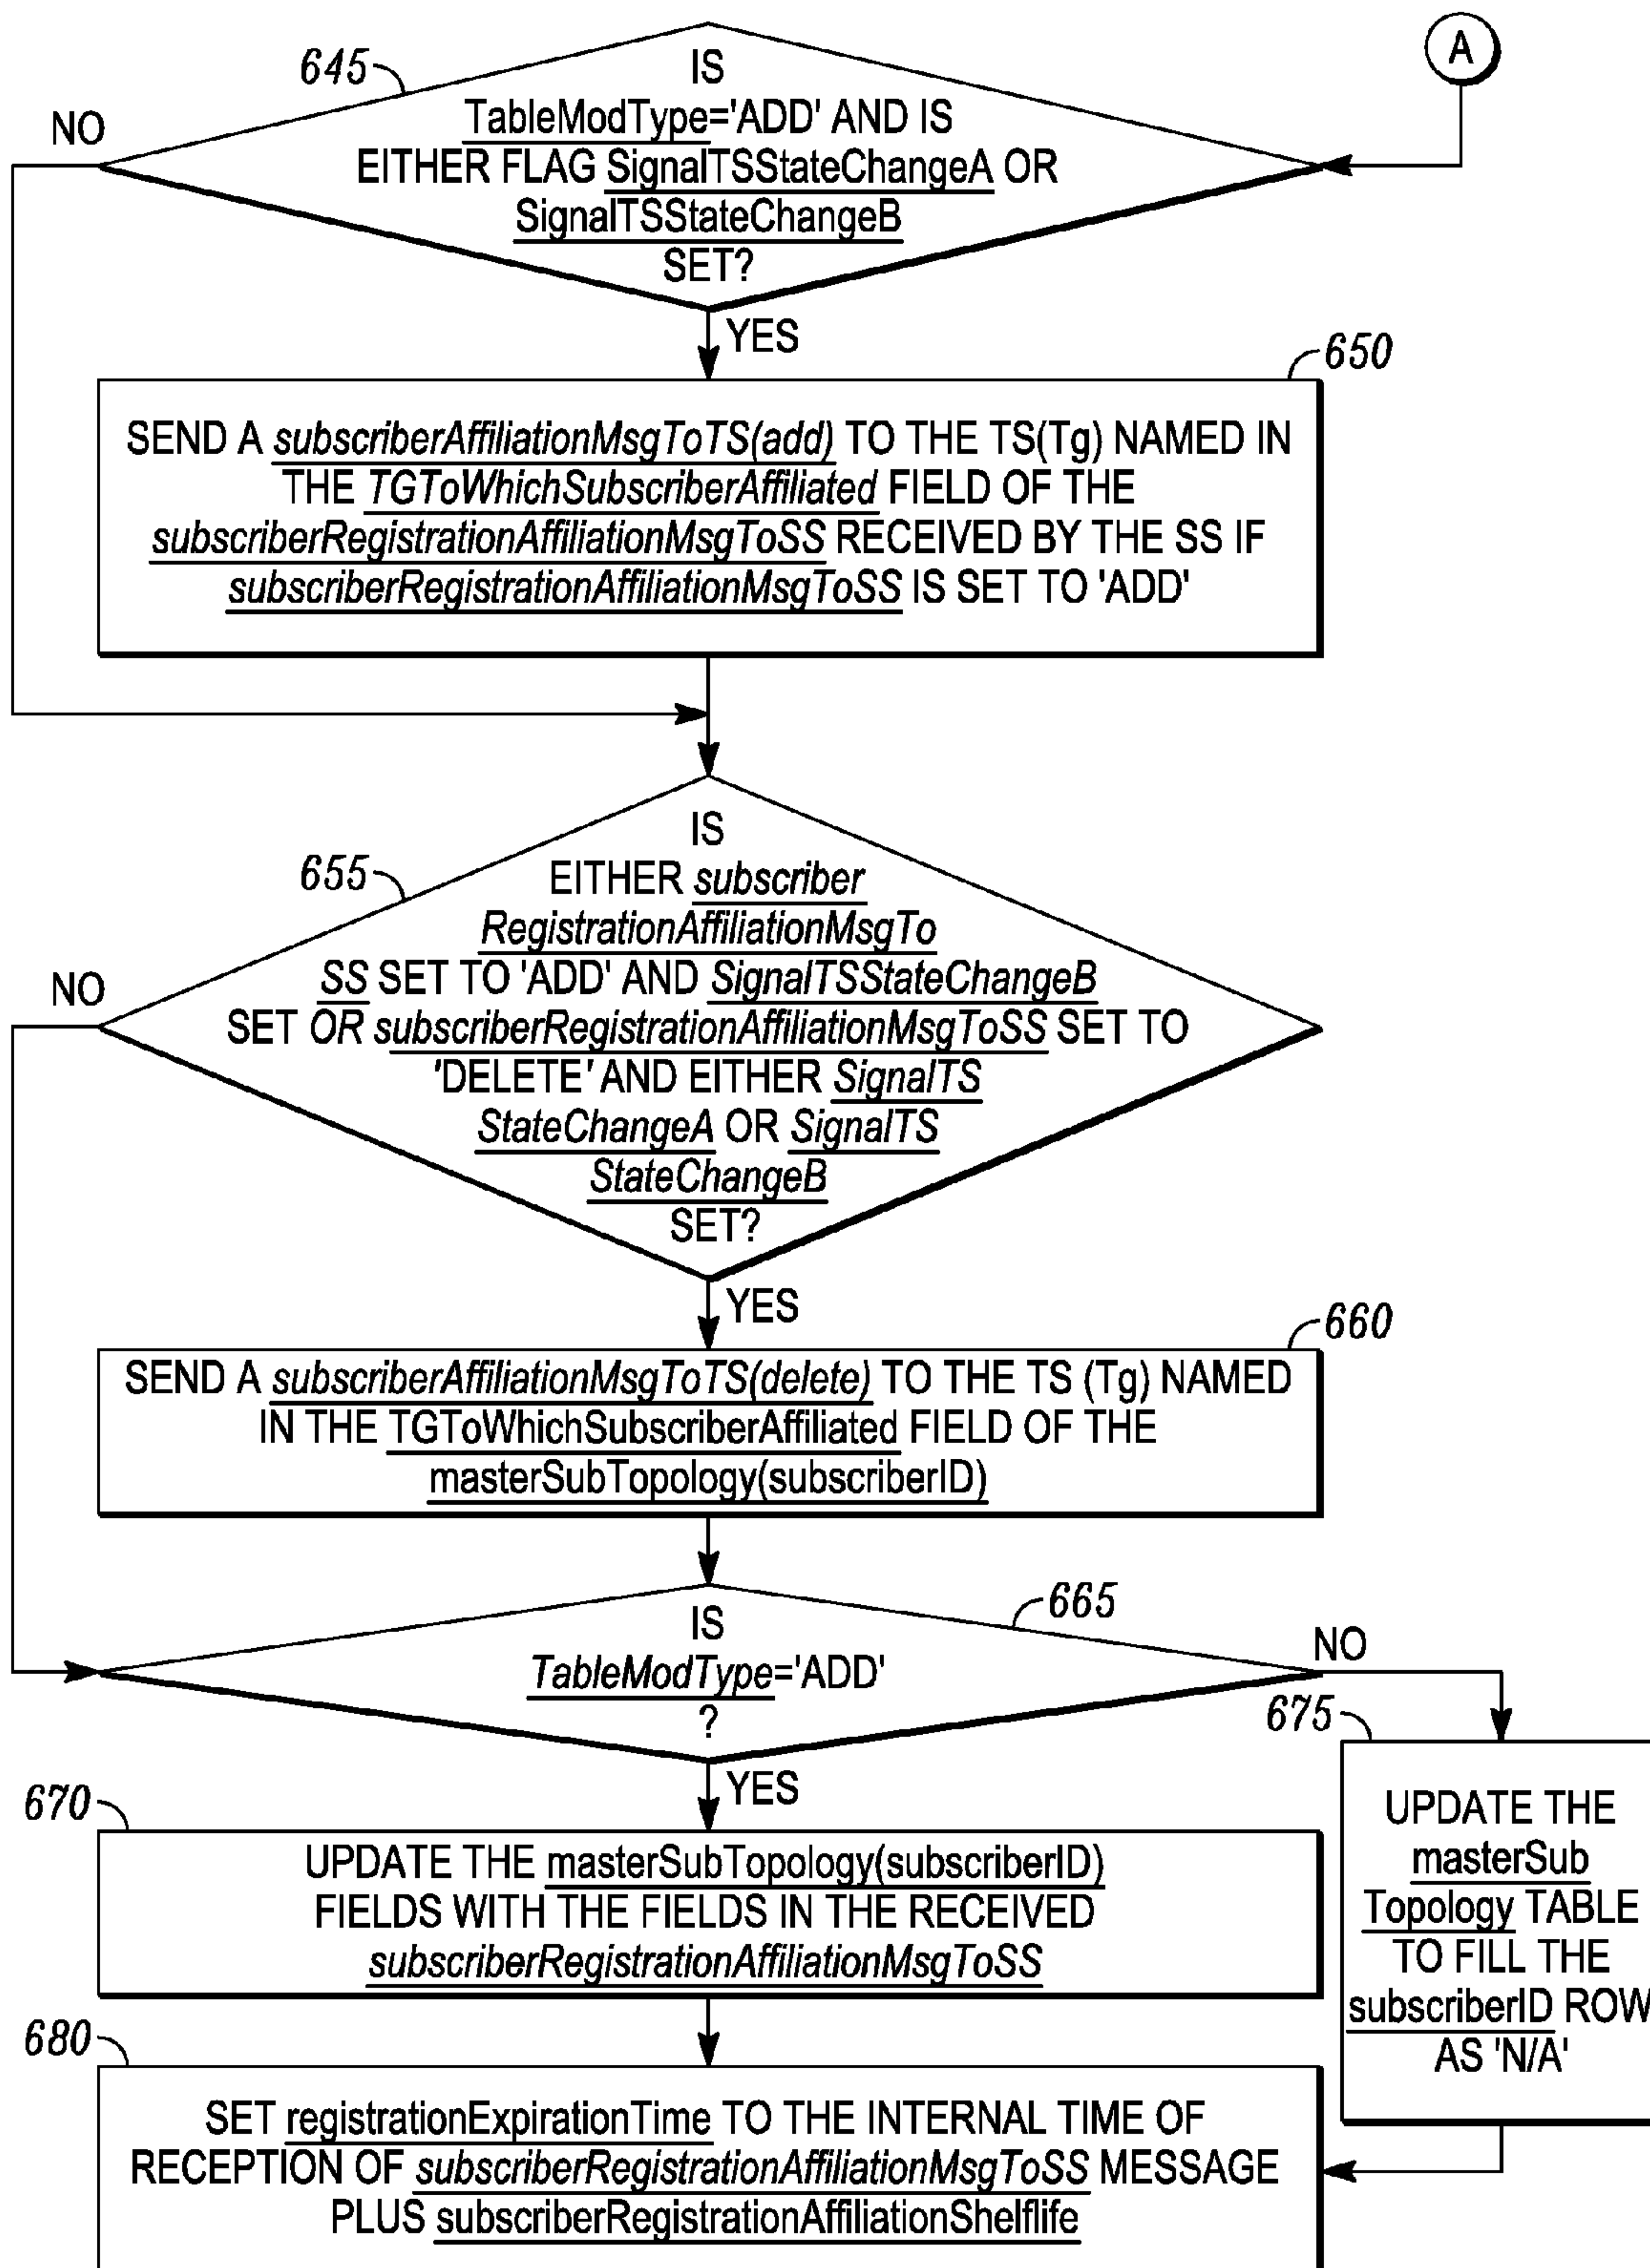 A
645
IS
TableModType='ADD' AND IS
EITHER FLAG SignalTSStateChangeA OR
SignalTSStateChangeB
SET?
NO
YES
650
SEND A subscriberAffiliationMsgToTS(add) TO THE TS(Tg) NAMED IN
THE TGToWhichSubscriberAffiliated FIELD OF THE
subscriberRegistrationAffiliationMsgToSS RECEIVED BY THE SS IF
subscriberRegistrationAffiliationMsgToSS IS SET TO 'ADD'
655
IS
EITHER subscriber
RegistrationAffiliationMsgTo
SS SET TO 'ADD' AND SignalTSStateChangeB
SET OR subscriberRegistrationAffiliationMsgToSS SET TO
'DELETE' AND EITHER SignalTS
StateChangeA OR SignalTS
StateChangeB
SET?
NO
YES
660
SEND A subscriberAffiliationMsgToTS(delete) TO THE TS (Tg) NAMED
IN THE TGToWhichSubscriberAffiliated FIELD OF THE
masterSubTopology(subscriberID)
665
IS
TableModType='ADD'
?
NO
YES
675
UPDATE THE
masterSub
Topology TABLE
TO FILL THE
subscriberID ROW
AS 'N/A'
670
UPDATE THE masterSubTopology(subscriberID)
FIELDS WITH THE FIELDS IN THE RECEIVED
subscriberRegistrationAffiliationMsgToSS
680
SET registrationExpirationTime TO THE INTERNAL TIME OF
RECEPTION OF subscriberRegistrationAffiliationMsgToSS MESSAGE
PLUS subscriberRegistrationAffiliationShelflife